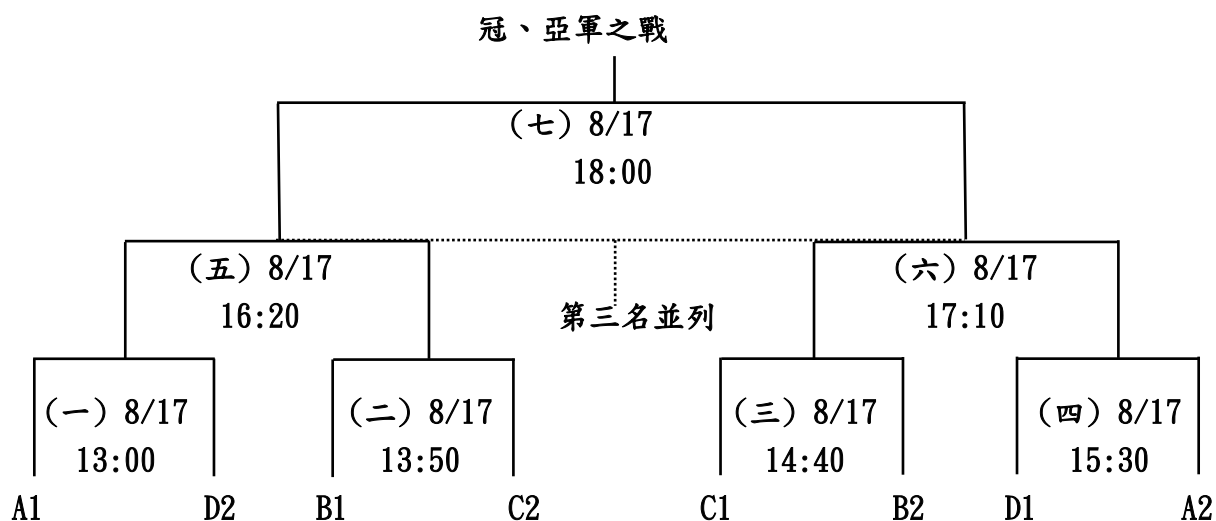 冠、亞軍之戰
（七）8/17
18:00
（五）8/17
16:20
第三名並列
（六）8/17
17:10
（一）8/17
13:00
（二）8/17
13:50
（三）8/17
14:40
（四）8/17
15:30
A1 D2 B1 C2 C1 B2 D1 A2